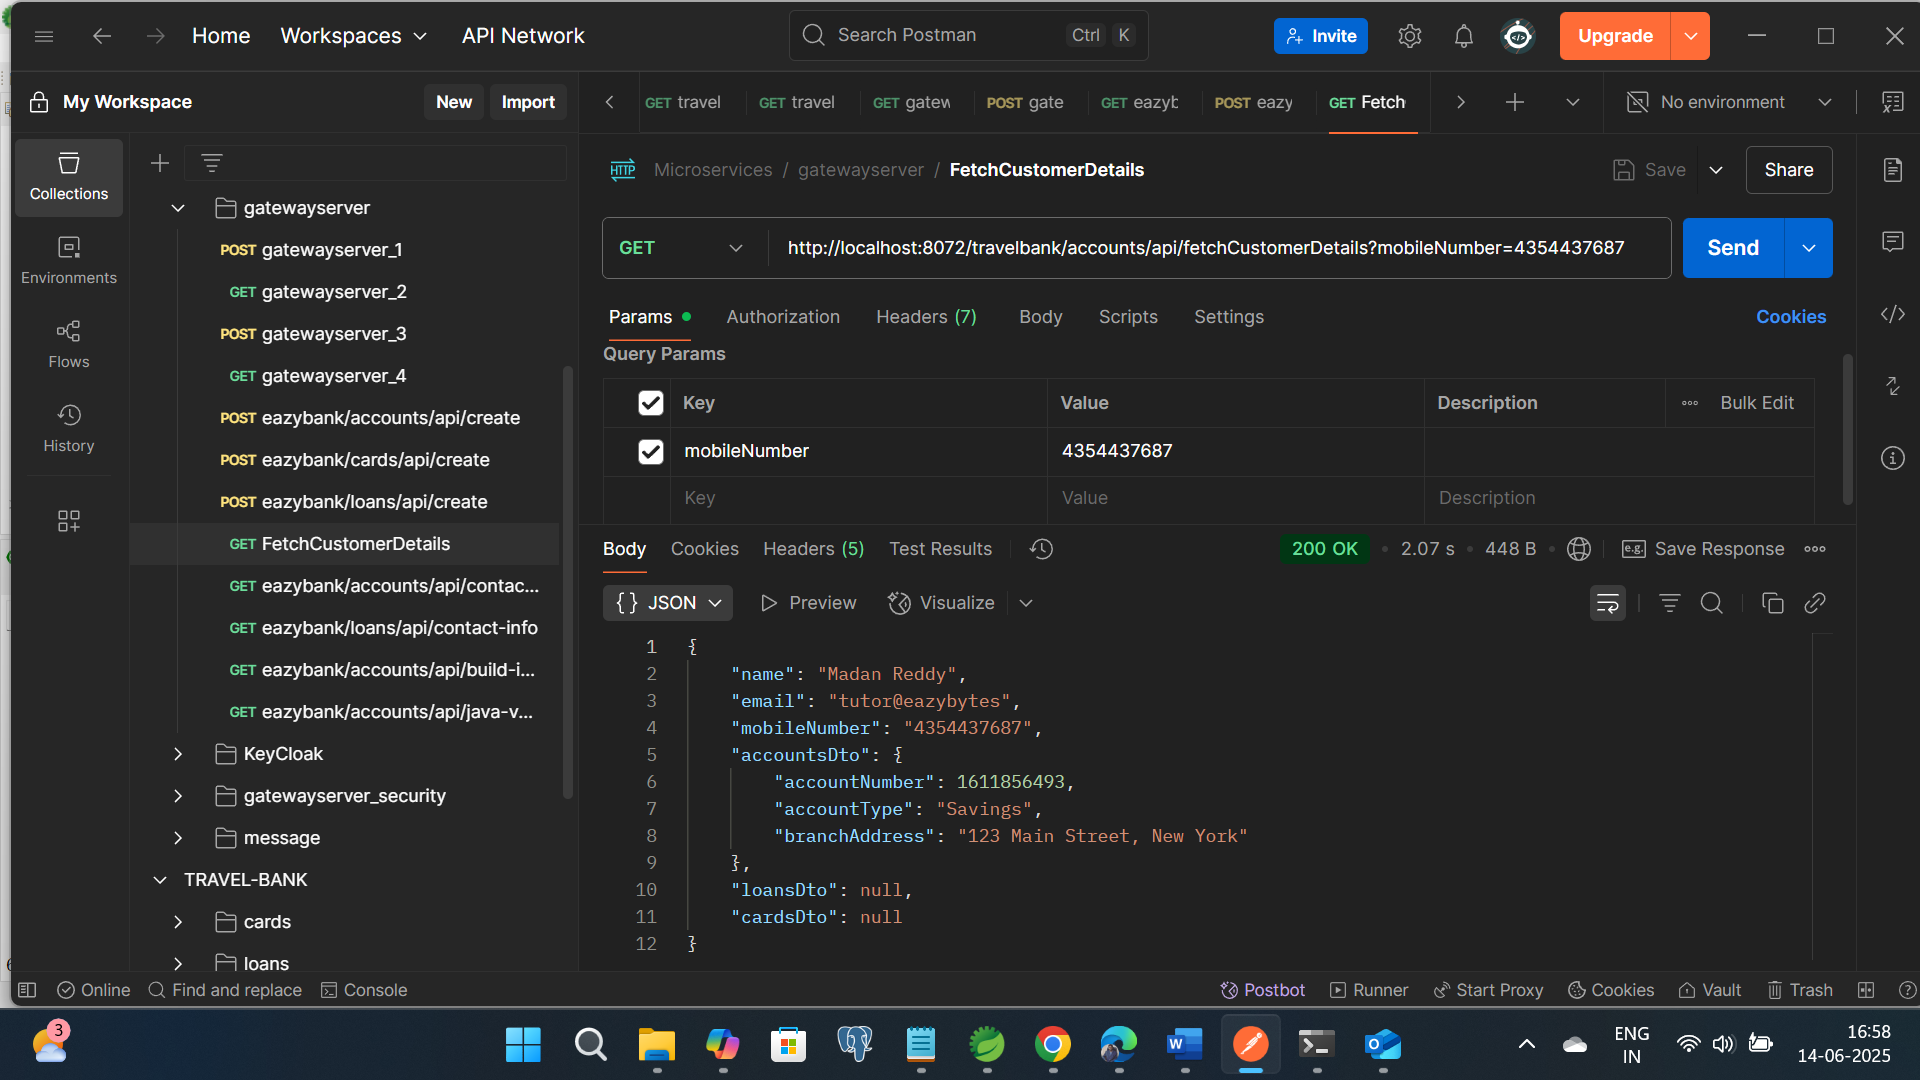 Home
Workspaces
API Network
Search Postman
Ctrl K
Invite
Upgrade
My Workspace
New
Import
GET travel
GET travel
GET gatew
POST gate
GET eazyb
POST eazy
GET Fetch
No environment
Collections
Environments
Flows
History
gatewayserver
POST gatewayserver_1
GET gatewayserver_2
POST gatewayserver_3
GET gatewayserver_4
POST eazybank/accounts/api/create
POST eazybank/cards/api/create
POST eazybank/loans/api/create
GET FetchCustomerDetails
GET eazybank/accounts/api/contac...
GET eazybank/loans/api/contact-info
GET eazybank/accounts/api/build-i...
GET eazybank/accounts/api/java-v...
KeyCloak
gatewayserver_security
message
TRAVEL-BANK
cards
loans
HTTP Microservices / gatewayserver / FetchCustomerDetails
Save
Share
GET
http://localhost:8072/travelbank/accounts/api/fetchCustomerDetails?mobileNumber=4354437687
Send
Params
Authorization
Headers (7)
Body
Scripts
Settings
Cookies
Query Params
Key
Value
Description
Bulk Edit
mobileNumber
4354437687
Key
Value
Description
Body
Cookies
Headers (5)
Test Results
200 OK
2.07 s
448 B
e.g. Save Response
{} JSON
Preview
Visualize
1 {
2 "name": "Madan Reddy",
3 "email": "tutor@eazybytes",
4 "mobileNumber": "4354437687",
5 "accountsDto": {
6 "accountNumber": 1611856493,
7 "accountType": "Savings",
8 "branchAddress": "123 Main Street, New York"
9 },
10 "loansDto": null,
11 "cardsDto": null
12 }
Online
Find and replace
Console
Postbot
Runner
Start Proxy
Cookies
Vault
Trash
3
ENG
IN
16:58
14-06-2025